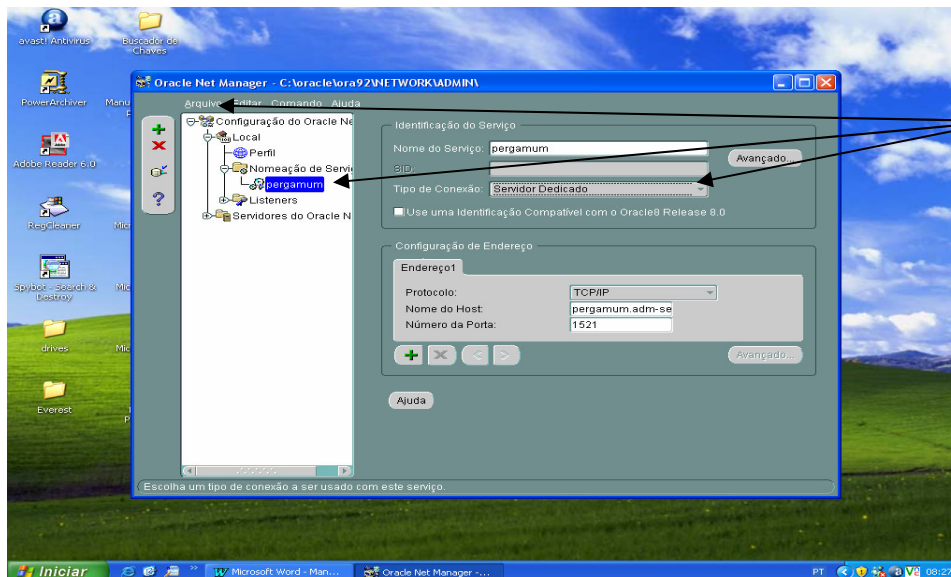 avast! Antivirus
Buscador de Chaves
PowerArchiver
Manu
Adobe Reader 6.0
RegCleaner
Mic
Spybot - Search & Destroy
Mic
drives
Mic
Everest
Oracle Net Manager - C:\oracle\ora92\NETWORK\ADMIN\
Arquivo Editar Comando Ajuda
Configuração do Oracle Ne
Local
Perfil
Nomeação de Servi
pergamum
Listeners
Servidores do Oracle N
Identificação do Serviço
Nome do Serviço: pergamum
Avançado...
SID:
Tipo de Conexão: Servidor Dedicado
Use uma Identificação Compatível com o Oracle8 Release 8.0
Configuração de Endereço
Endereço1
Protocolo: TCP/IP
Nome do Host: pergamum.adm-se
Número da Porta: 1521
Avançado...
Ajuda
Escolha um tipo de conexão a ser usado com este serviço.
Iniciar
Microsoft Word - Man...
Oracle Net Manager -...
PT
08:27